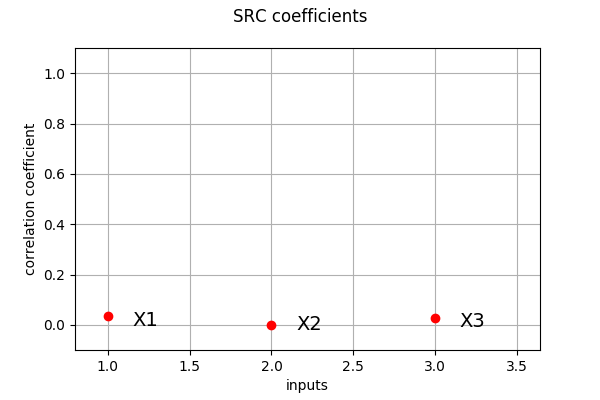 SRC coefficients
correlation coefficient
1.0
0.8
0.6
0.4
0.2
0.0
X1
X2
X3
1.0 1.5 2.0 2.5 3.0 3.5
inputs